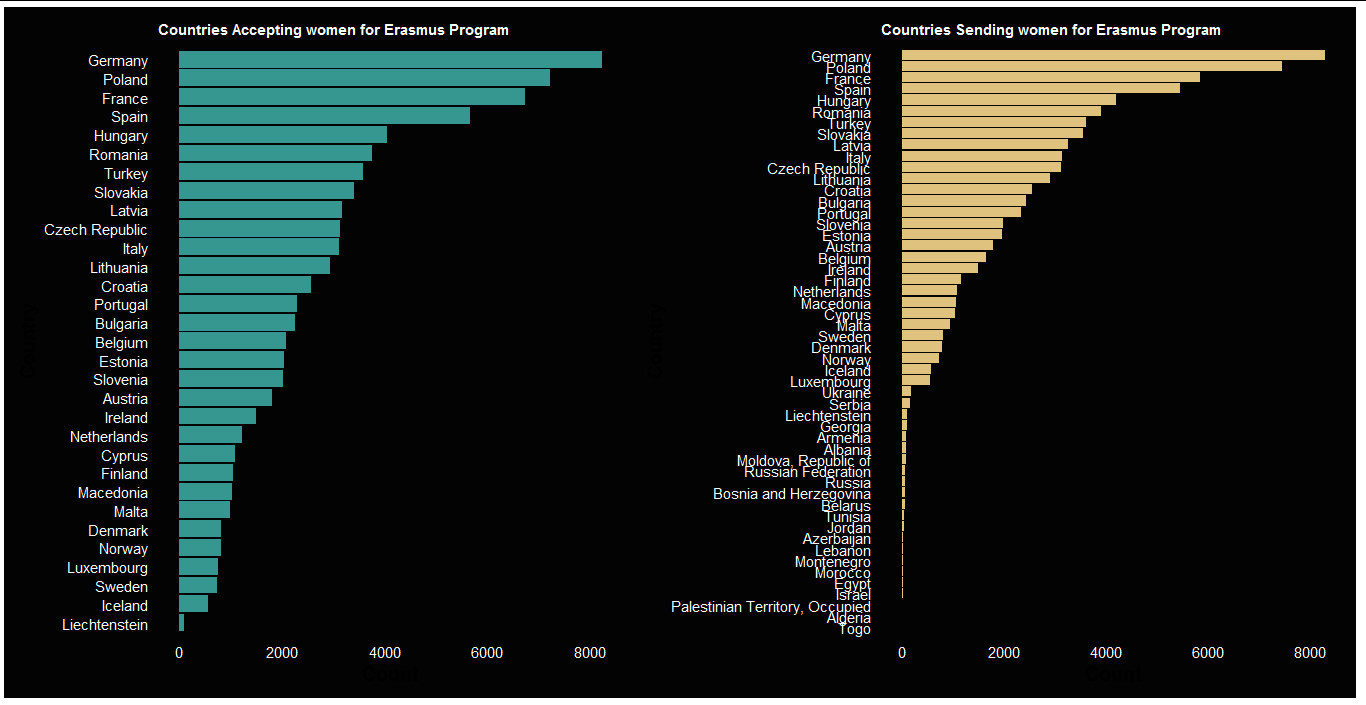 Countries Accepting women for Erasmus Program
Germany
Poland
France
Spain
Hungary
Romania
Turkey
Slovakia
Latvia
Czech Republic
Italy
Lithuania
Croatia
Portugal
Bulgaria
Belgium
Estonia
Slovenia
Austria
Ireland
Netherlands
Cyprus
Finland
Macedonia
Malta
Denmark
Norway
Luxembourg
Sweden
Iceland
Liechtenstein
0 2000 4000 6000 8000
Count
Country
Countries Sending women for Erasmus Program
Germany
Poland
France
Spain
Hungary
Romania
Turkey
Slovakia
Latvia
Italy
Czech Republic
Lithuania
Croatia
Bulgaria
Portugal
Slovenia
Estonia
Austria
Belgium
Ireland
Finland
Netherlands
Macedonia
Cyprus
Malta
Sweden
Denmark
Norway
Iceland
Luxembourg
Ukraine
Serbia
Liechtenstein
Georgia
Armenia
Albania
Moldova, Republic of
Russian Federation
Russia
Bosnia and Herzegovina
Belarus
Tunisia
Jordan
Azerbaijan
Lebanon
Montenegro
Morocco
Egypt
Israel
Palestinian Territory, Occupied
Algeria
Togo
0 2000 4000 6000 8000
Count
Country